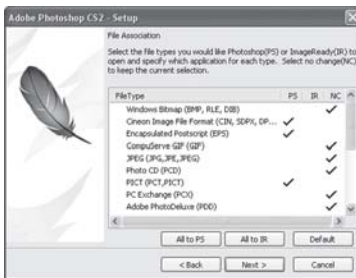 Adobe Photoshop CS2 - Setup
File Association
Select the file types you would like Photoshop(PS) or ImageReady(IR) to
open and specify which application for each type. Select no change(NC)
to keep the current selection.
FileType PS IR NC
Windows Bitmap (BMP, RLE, DIB)
Cineon Image File Format (CIN, SDPX, DP...
Encapsulated Postscript (EPS)
CompuServe GIF (GIF)
JPEG (JPG,JPE,JPEG)
Photo CD (PCD)
PICT (PCT,PICT)
PC Exchange (PCX)
Adobe PhotoDeluxe (PDD)
All to PS All to IR Default
< Back Next > Cancel